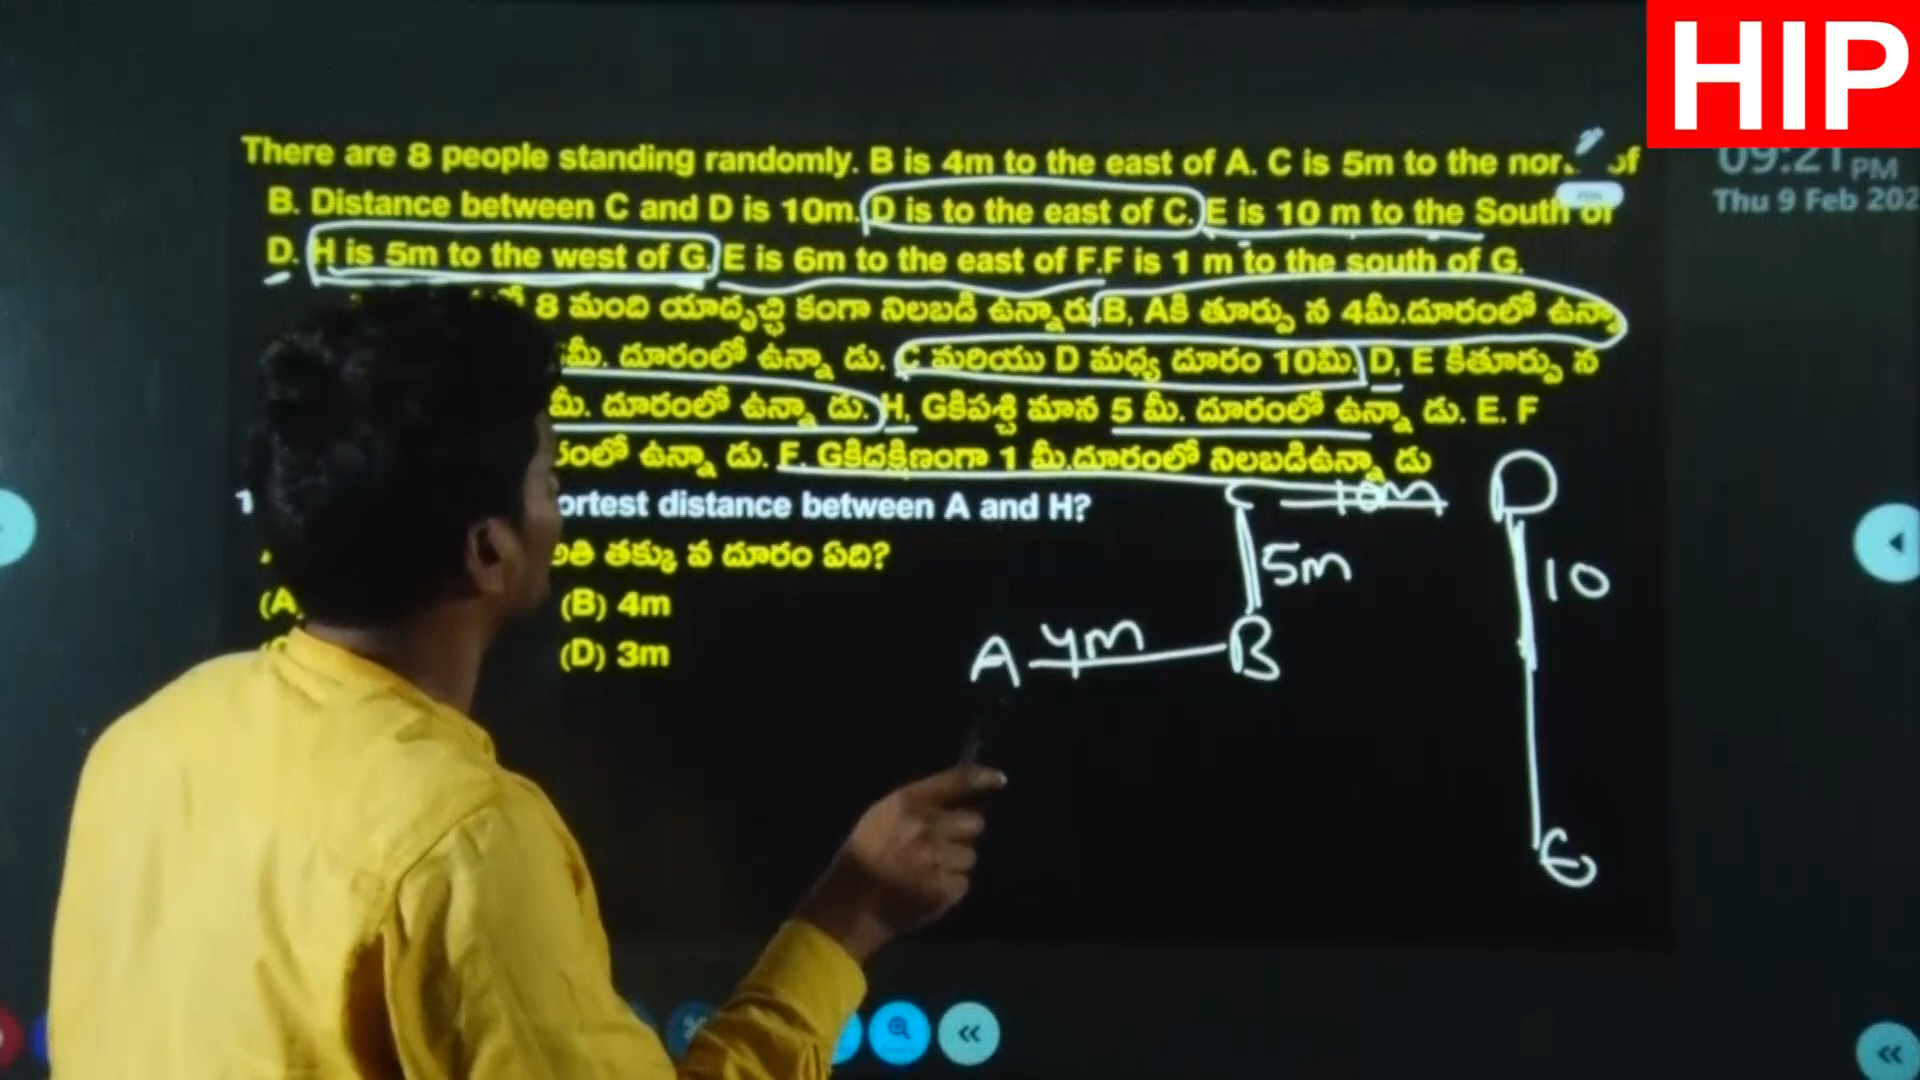 HIP
09:21 PM
Thu 9 Feb 202
There are 8 people standing randomly. B is 4m to the east of A. C is 5m to the of
B. Distance between C and D is 10m. D is to the east of C. E is 10 m to the South of
D. H is 5m to the west of G. E is 6m to the east of F.F is 1 m to the south of G.
8 మంది యాదృచ్ఛి కంగా నిలబడి ఉన్నారు. B, Aకి తూర్పు న 4మీ.దూరంలో ఉన్నా
మీ. దూరంలో ఉన్నా డు. C మరియు D మధ్య దూరం 10మీ. D, E కితూర్పు న
మీ. దూరంలో ఉన్నా డు. H, Gకిపశ్చి మాన 5 మీ. దూరంలో ఉన్నా డు. E. F
ఉన్నా డు. F, Gకిదక్షిణంగా 1 మీ.దూరంలో నిలబడిఉన్నా డు
1 distance between A and H?
అతి తక్కు వ దూరం ఏది?
(A (B) 4m
(D) 3m
C 10m D
5m 10
A 4m B
E